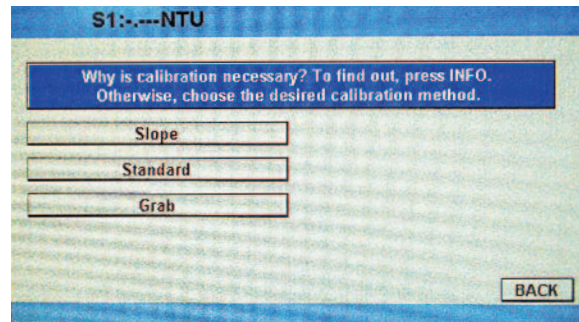 S1:-.---NTU
Why is calibration necessary? To find out, press INFO.
Otherwise, choose the desired calibration method.
Slope
Standard
Grab
BACK